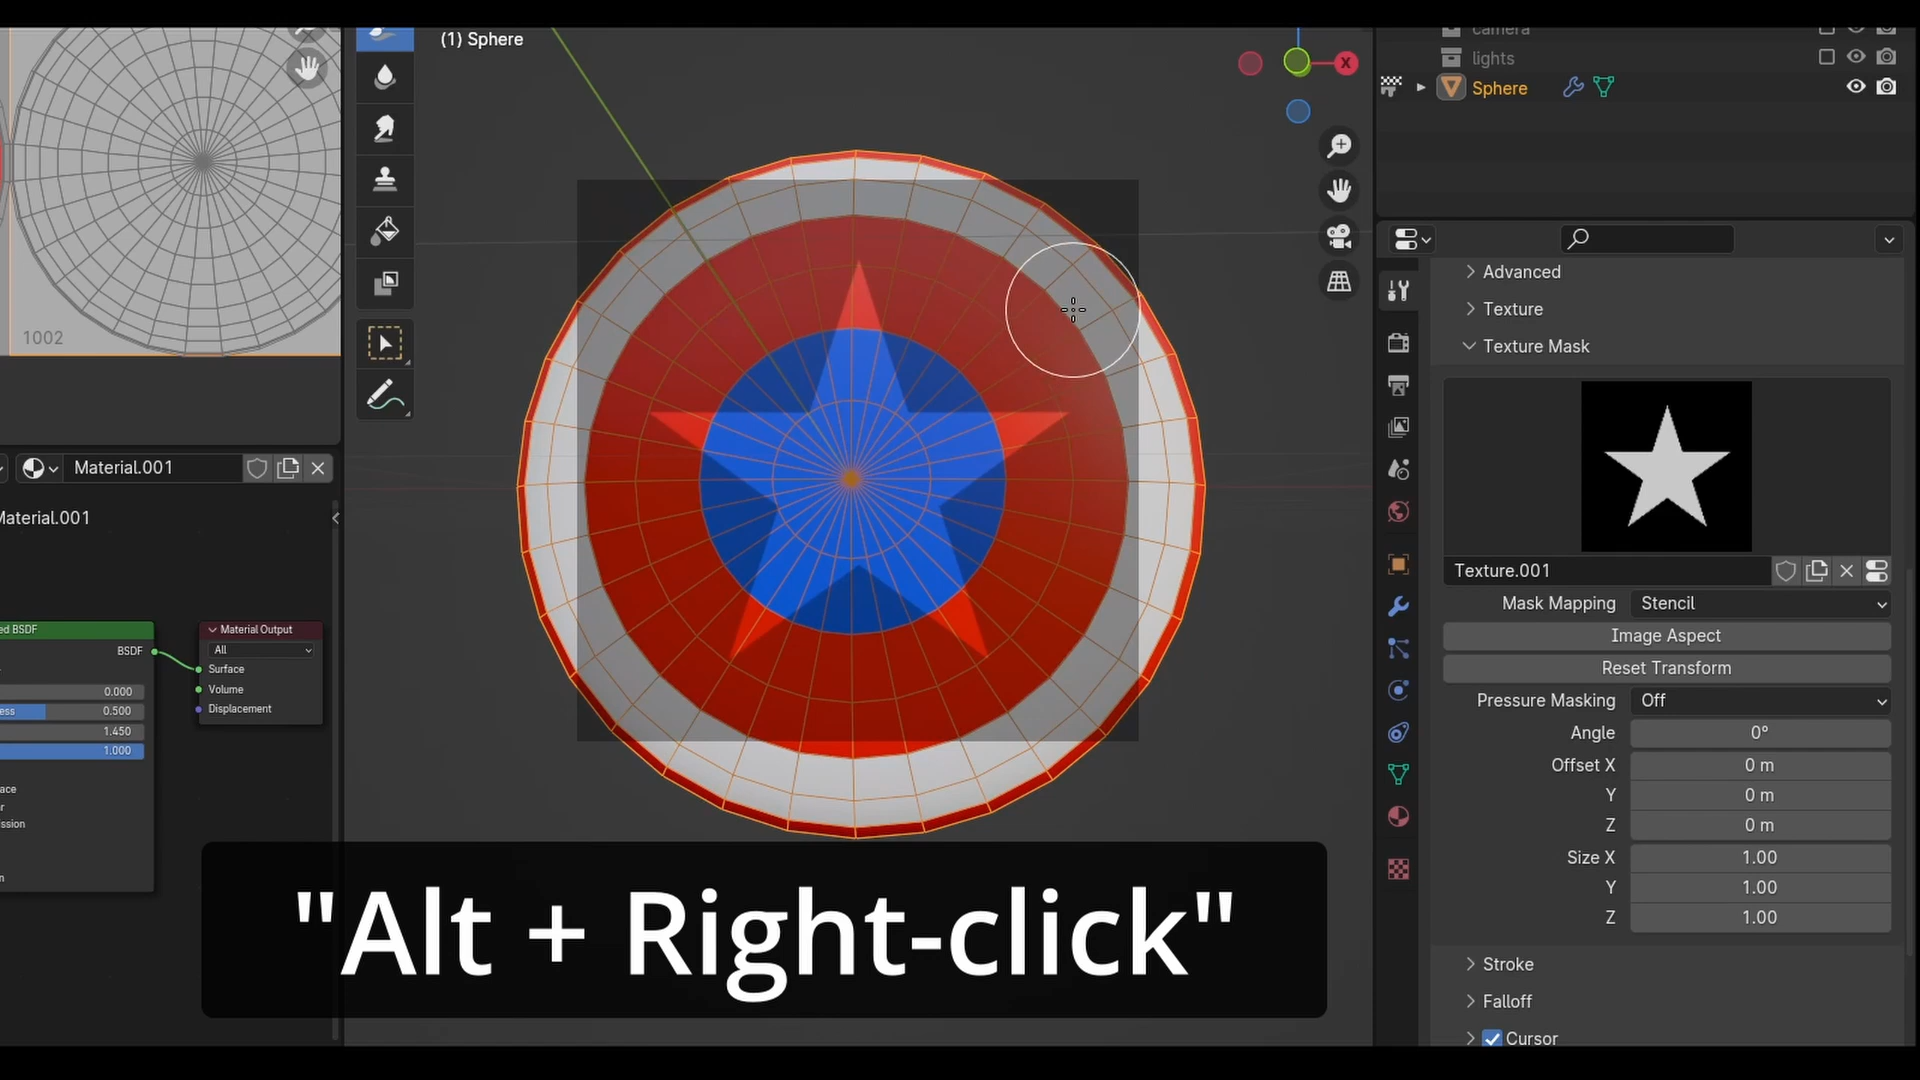 (1) Sphere
X
camera
lights
Sphere
1002
Advanced
Texture
Texture Mask
Texture.001
Mask Mapping Stencil
Image Aspect
Reset Transform
Pressure Masking Off
Angle 0°
Offset X 0 m
Y 0 m
Z 0 m
Size X 1.00
Y 1.00
Z 1.00
Stroke
Falloff
Cursor
Material.001
Material.001
ed BSDF
BSDF
0.000
ess 0.500
1.450
1.000
ace
r
ssion
n
Material Output
All
Surface
Volume
Displacement
"Alt + Right-click"